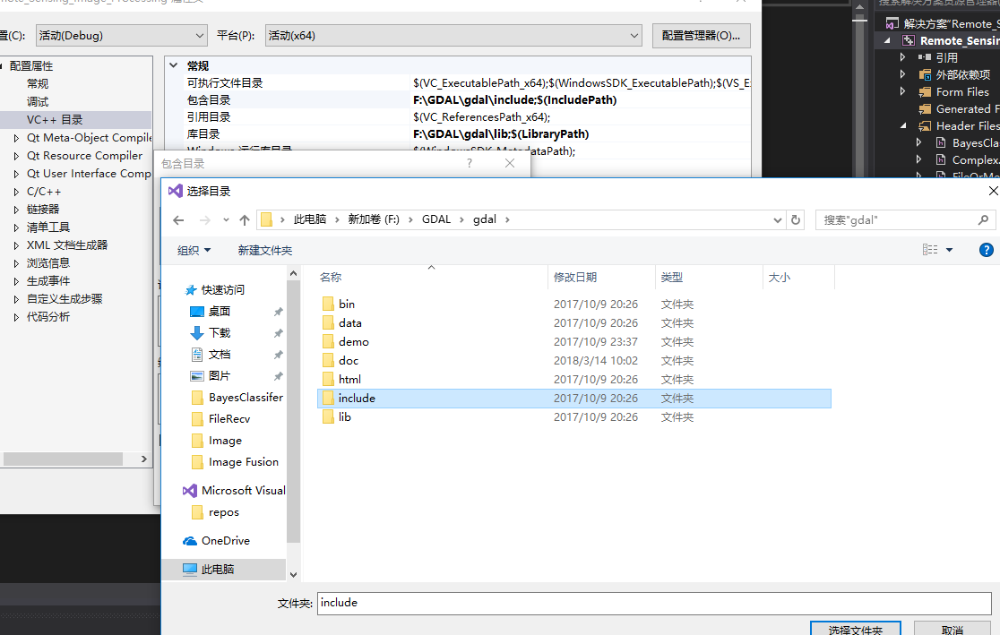 置(C):
活动(Debug)
平台(P):
活动(x64)
配置管理器(O)...
配置属性
常规
调试
VC++ 目录
Qt Meta-Object Compile
Qt Resource Compiler
Qt User Interface Comp
C/C++
链接器
清单工具
XML 文档生成器
浏览信息
生成事件
自定义生成步骤
代码分析
常规
可执行文件目录 $(VC_ExecutablePath_x64);$(WindowsSDK_ExecutablePath);$(VS_E
包含目录 F:\GDAL\gdal\include;$(IncludePath)
引用目录 $(VC_ReferencesPath_x64);
库目录 F:\GDAL\gdal\lib;$(LibraryPath)
Windows 运行库目录 $(WindowsSDK_MetadataPath);
搜索解决方案资源管理器
解决方案"Remote_S
Remote_Sensin
引用
外部依赖项
Form Files
Generated F
Header Files
BayesCla
Complex.
FileOrMe
包含目录
?
选择目录
此电脑 > 新加卷 (F:) > GDAL > gdal >
搜索"gdal"
组织
新建文件夹
名称 修改日期 类型 大小
快速访问
桌面
下载
文档
图片
BayesClassifer
FileRecv
Image
Image Fusion
Microsoft Visual
repos
OneDrive
此电脑
bin 2017/10/9 20:26 文件夹
data 2017/10/9 20:26 文件夹
demo 2017/10/9 23:37 文件夹
doc 2018/3/14 10:02 文件夹
html 2017/10/9 20:26 文件夹
include 2017/10/9 20:26 文件夹
lib 2017/10/9 20:26 文件夹
文件夹: include
选择文件夹
取消